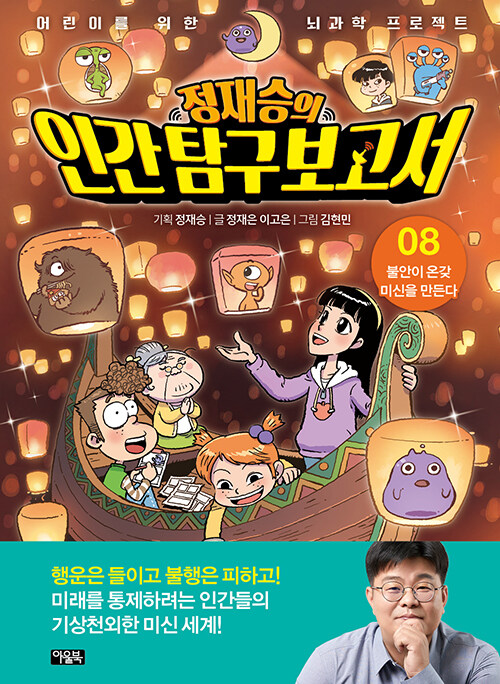 어린이를 위한 뇌과학 프로젝트
정재승의
인간탐구보고서
기획 정재승 | 글 정재은 이고은 | 그림 김현민
08
불안이 온갖
미신을 만든다
행운은 들이고 불행은 피하고!
미래를 통제하려는 인간들의
기상천외한 미신 세계!
아울북